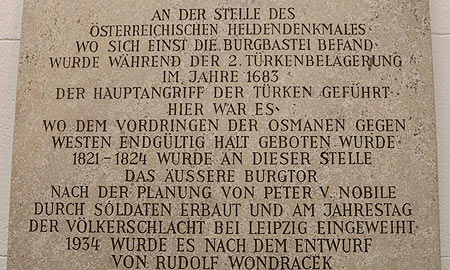 AN DER STELLE DES
ÖSTERREICHISCHEN HELDENDENKMALES
WO SICH EINST DIE BURGBASTEI BEFAND
WURDE WÄHREND DER 2. TÜRKENBELAGERUNG
IM JAHRE 1683
DER HAUPTANGRIFF DER TÜRKEN GEFÜHRT
HIER WAR ES
WO DEM VORDRINGEN DER OSMANEN GEGEN
WESTEN ENDGÜLTIG HALT GEBOTEN WURDE
1821-1824 WURDE AN DIESER STELLE
DAS ÄUSSERE BURGTOR
NACH DER PLANUNG VON PETER V. NOBILE
DURCH SOLDATEN ERBAUT UND AM JAHRESTAG
DER VÖLKERSCHLACHT BEI LEIPZIG EINGEWEIHT
1934 WURDE ES NACH DEM ENTWURF
VON RUDOLF WONDRACEK